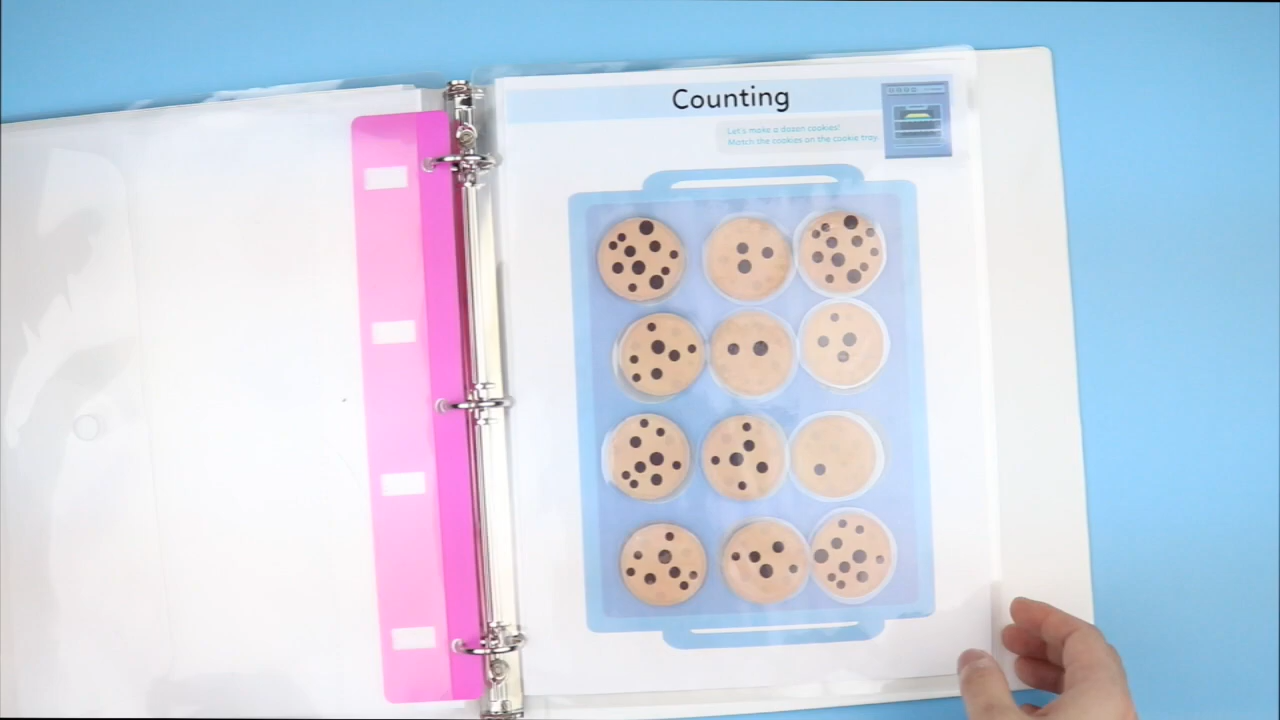 Counting
Let's make a dozen cookies!
Match the cookies on the cookie tray.